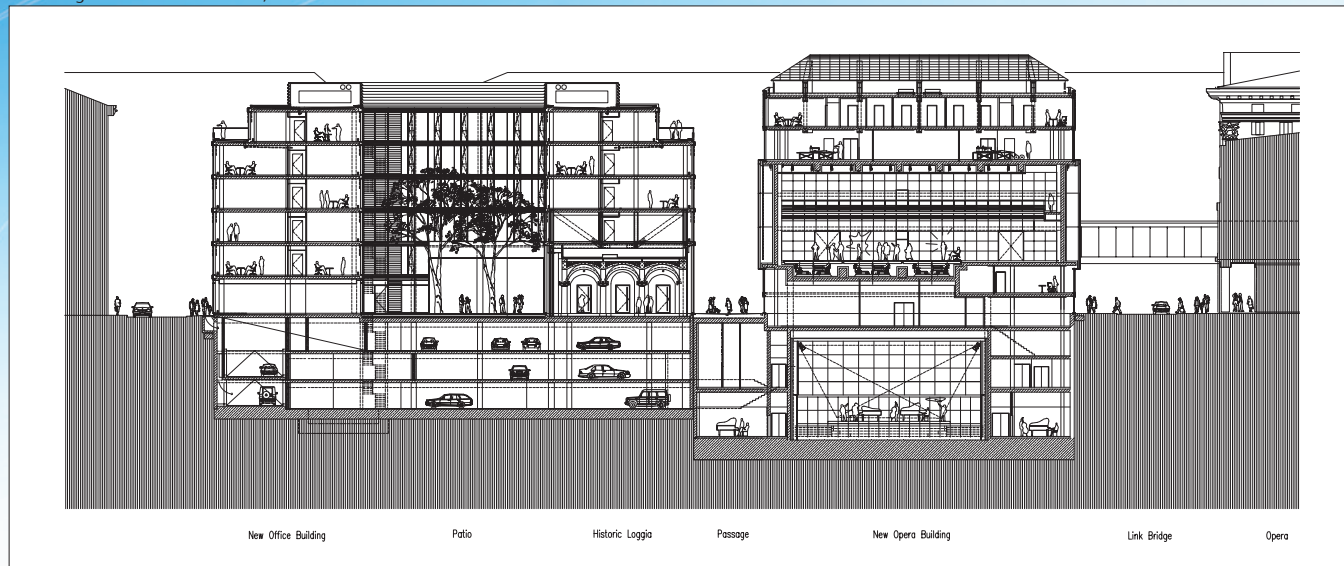 New Office Building
Patio
Historic Loggia
Passage
New Opera Building
Link Bridge
Opera